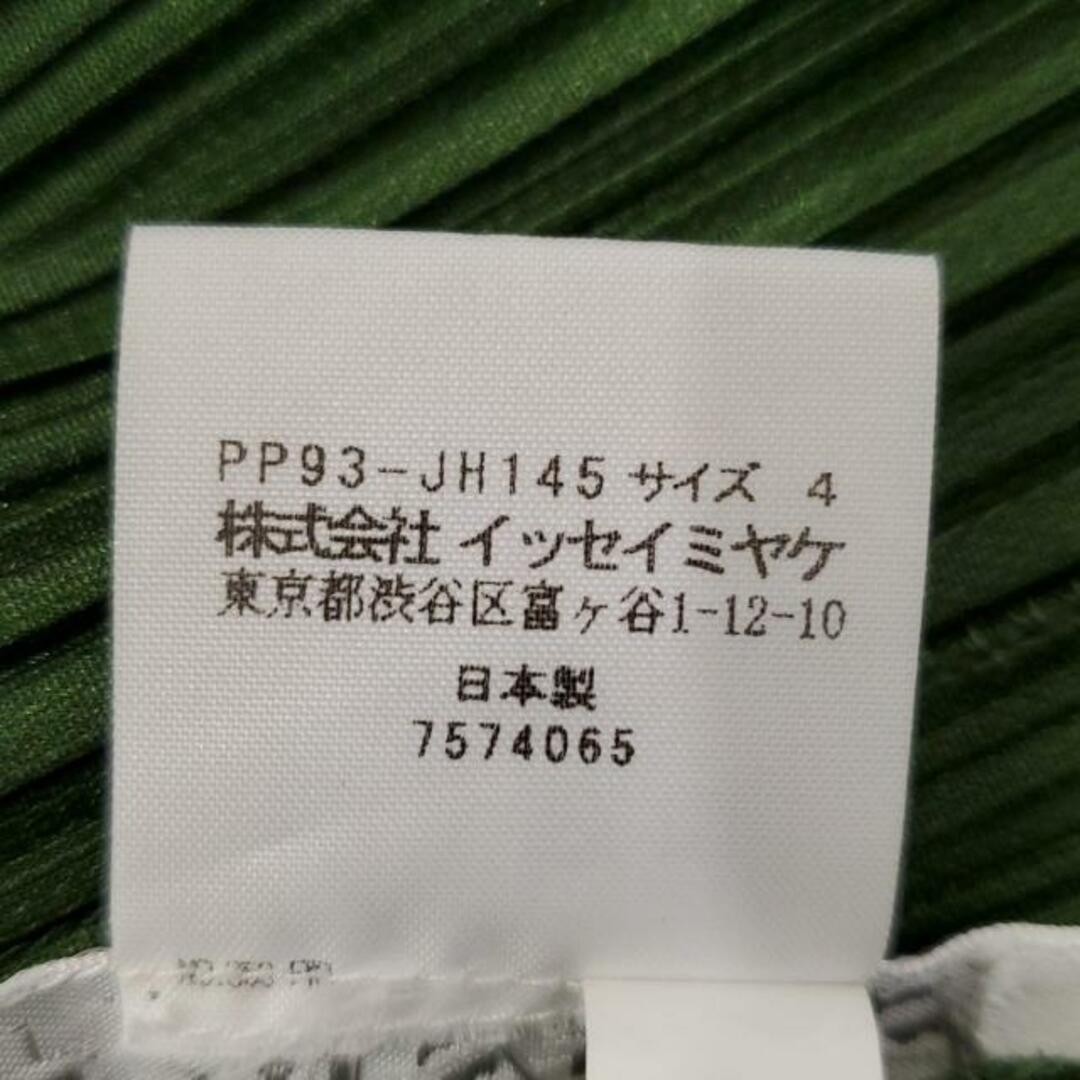 PP93-JH145 サイズ 4
株式会社 イッセイミヤケ
東京都渋谷区富ヶ谷1-12-10
日本製
7574065